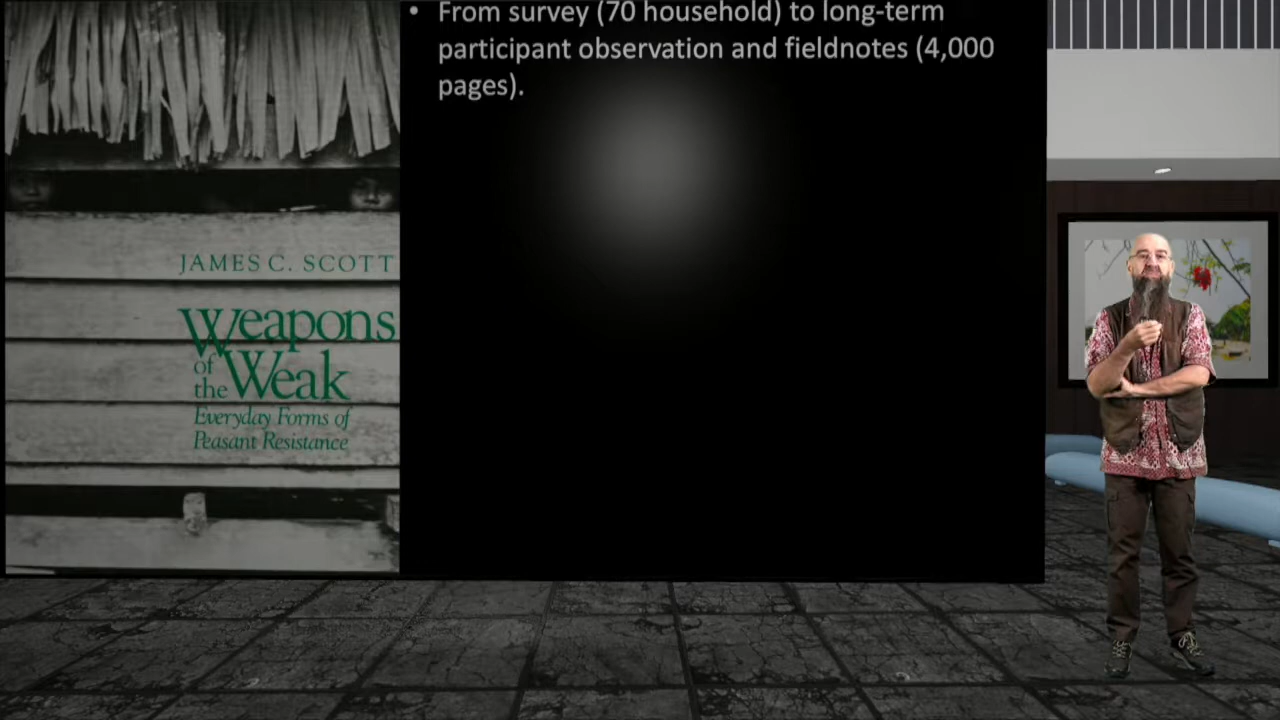 • From survey (70 household) to long-term
participant observation and fieldnotes (4,000
pages).
JAMES C. SCOTT
Weapons
of
the Weak
Everyday Forms of
Peasant Resistance